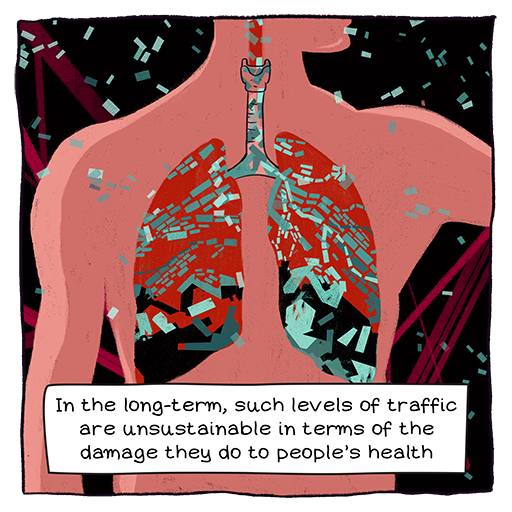 In the long-term, such levels of traffic
are unsustainable in terms of the
damage they do to people's health